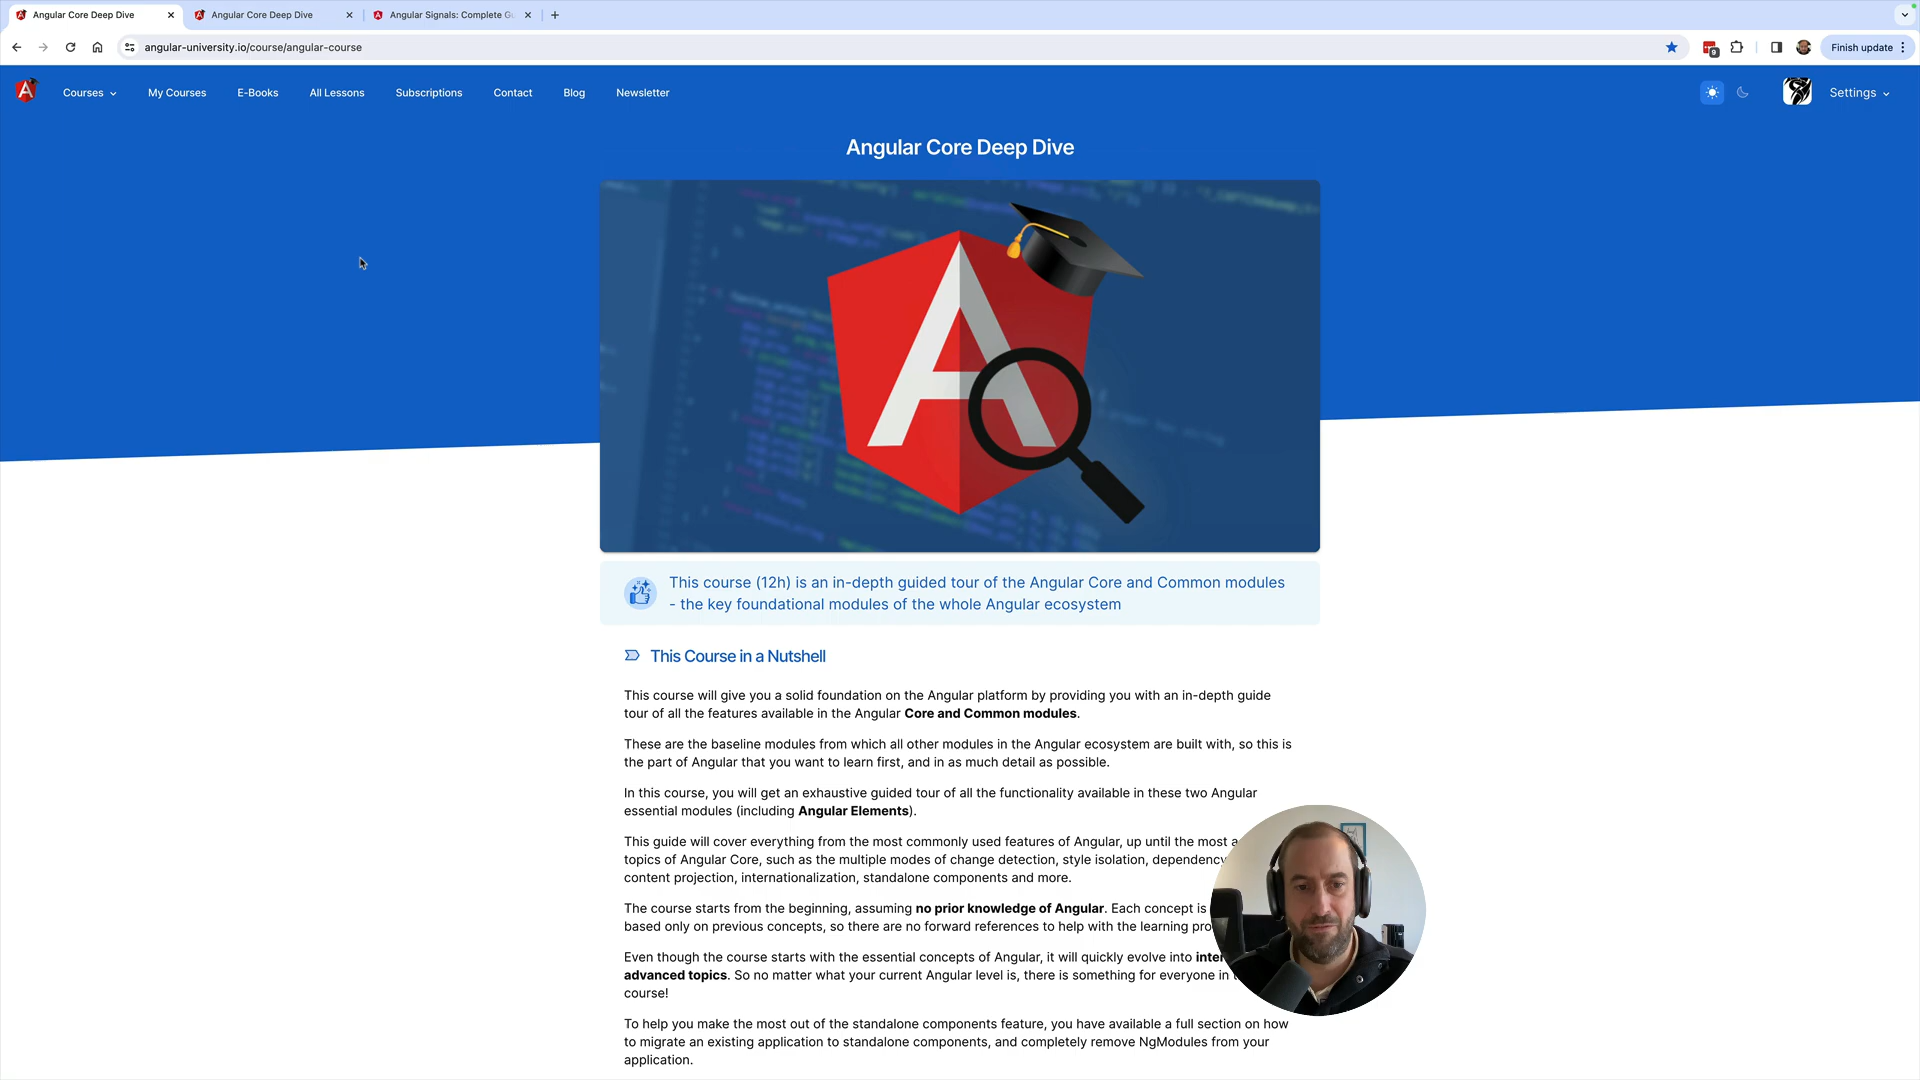 Angular Core Deep Dive
Angular Core Deep Dive
Angular Signals: Complete G
angular-university.io/course/angular-course
9
Finish update
Courses
My Courses
E-Books
All Lessons
Subscriptions
Contact
Blog
Newsletter
Settings
Angular Core Deep Dive
This course (12h) is an in-depth guided tour of the Angular Core and Common modules
- the key foundational modules of the whole Angular ecosystem
This Course in a Nutshell
This course will give you a solid foundation on the Angular platform by providing you with an in-depth guide
tour of all the features available in the Angular Core and Common modules.
These are the baseline modules from which all other modules in the Angular ecosystem are built with, so this is
the part of Angular that you want to learn first, and in as much detail as possible.
In this course, you will get an exhaustive guided tour of all the functionality available in these two Angular
essential modules (including Angular Elements).
This guide will cover everything from the most commonly used features of Angular, up until the most a
topics of Angular Core, such as the multiple modes of change detection, style isolation, dependency
content projection, internationalization, standalone components and more.
The course starts from the beginning, assuming no prior knowledge of Angular. Each concept is
based only on previous concepts, so there are no forward references to help with the learning pro
Even though the course starts with the essential concepts of Angular, it will quickly evolve into inter
advanced topics. So no matter what your current Angular level is, there is something for everyone in
course!
To help you make the most out of the standalone components feature, you have available a full section on how
to migrate an existing application to standalone components, and completely remove NgModules from your
application.